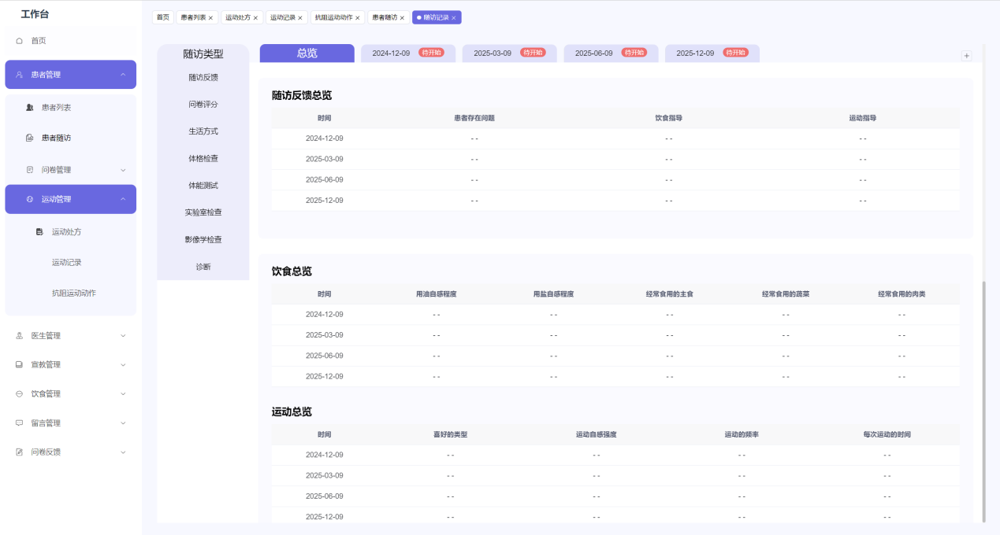 工作台
首页
患者管理
患者列表
患者随访
问卷管理
运动管理
运动处方
运动记录
抗阻运动动作
医生管理
宣教管理
饮食管理
留言管理
问卷反馈
首页 患者列表 × 运动处方 × 运动记录 × 抗阻运动动作 × 患者随访 × 随访记录 ×
随访类型
随访反馈
问卷评分
生活方式
体格检查
体能测试
实验室检查
影像学检查
诊断
总览 2024-12-09 待开始 2025-03-09 待开始 2025-06-09 待开始 2025-12-09 待开始 +
随访反馈总览
时间 患者存在问题 饮食指导 运动指导
2024-12-09 - - - - - -
2025-03-09 - - - - - -
2025-06-09 - - - - - -
2025-12-09 - - - - - -
饮食总览
时间 用油自感程度 用盐自感程度 经常食用的主食 经常食用的蔬菜 经常食用的肉类
2024-12-09 - - - - - - - - - -
2025-03-09 - - - - - - - - - -
2025-06-09 - - - - - - - - - -
2025-12-09 - - - - - - - - - -
运动总览
时间 喜好的类型 运动自感强度 运动的频率 每次运动的时间
2024-12-09 - - - - - - - -
2025-03-09 - - - - - - - -
2025-06-09 - - - - - - - -
2025-12-09 - - - - - - - -